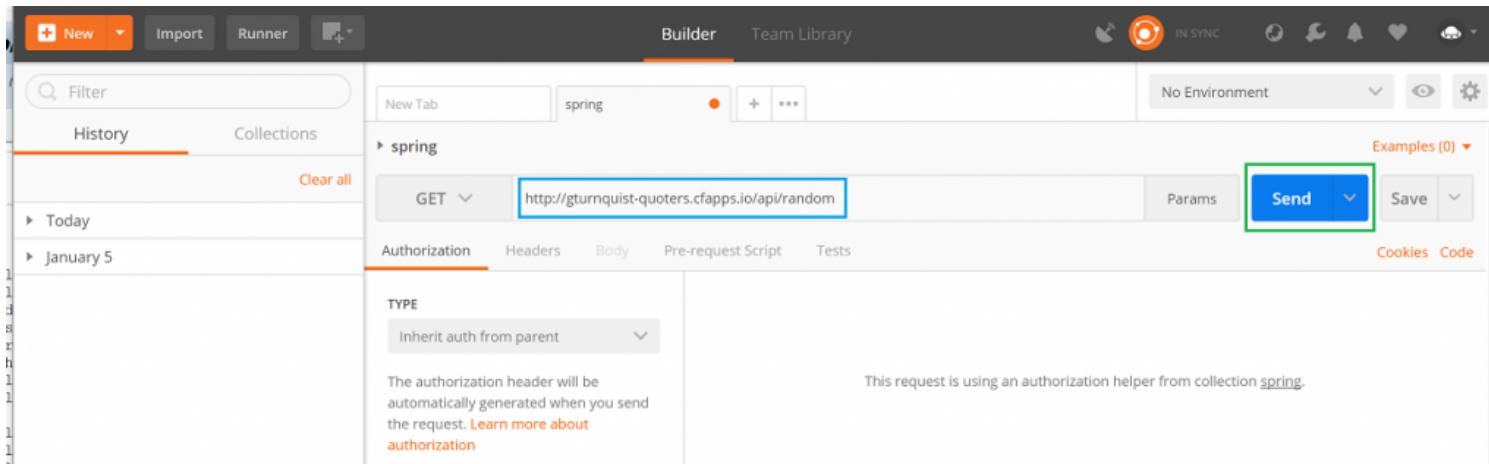 New Import Runner Builder Team Library IN SYNC
Filter
History Collections
Clear all
Today
January 5
New Tab spring No Environment
spring Examples (0)
GET http://gturnquist-quoters.cfapps.io/api/random Params Send Save
Authorization Headers Body Pre-request Script Tests Cookies Code
TYPE
Inherit auth from parent
The authorization header will be
automatically generated when you send
the request. Learn more about
authorization
This request is using an authorization helper from collection spring.